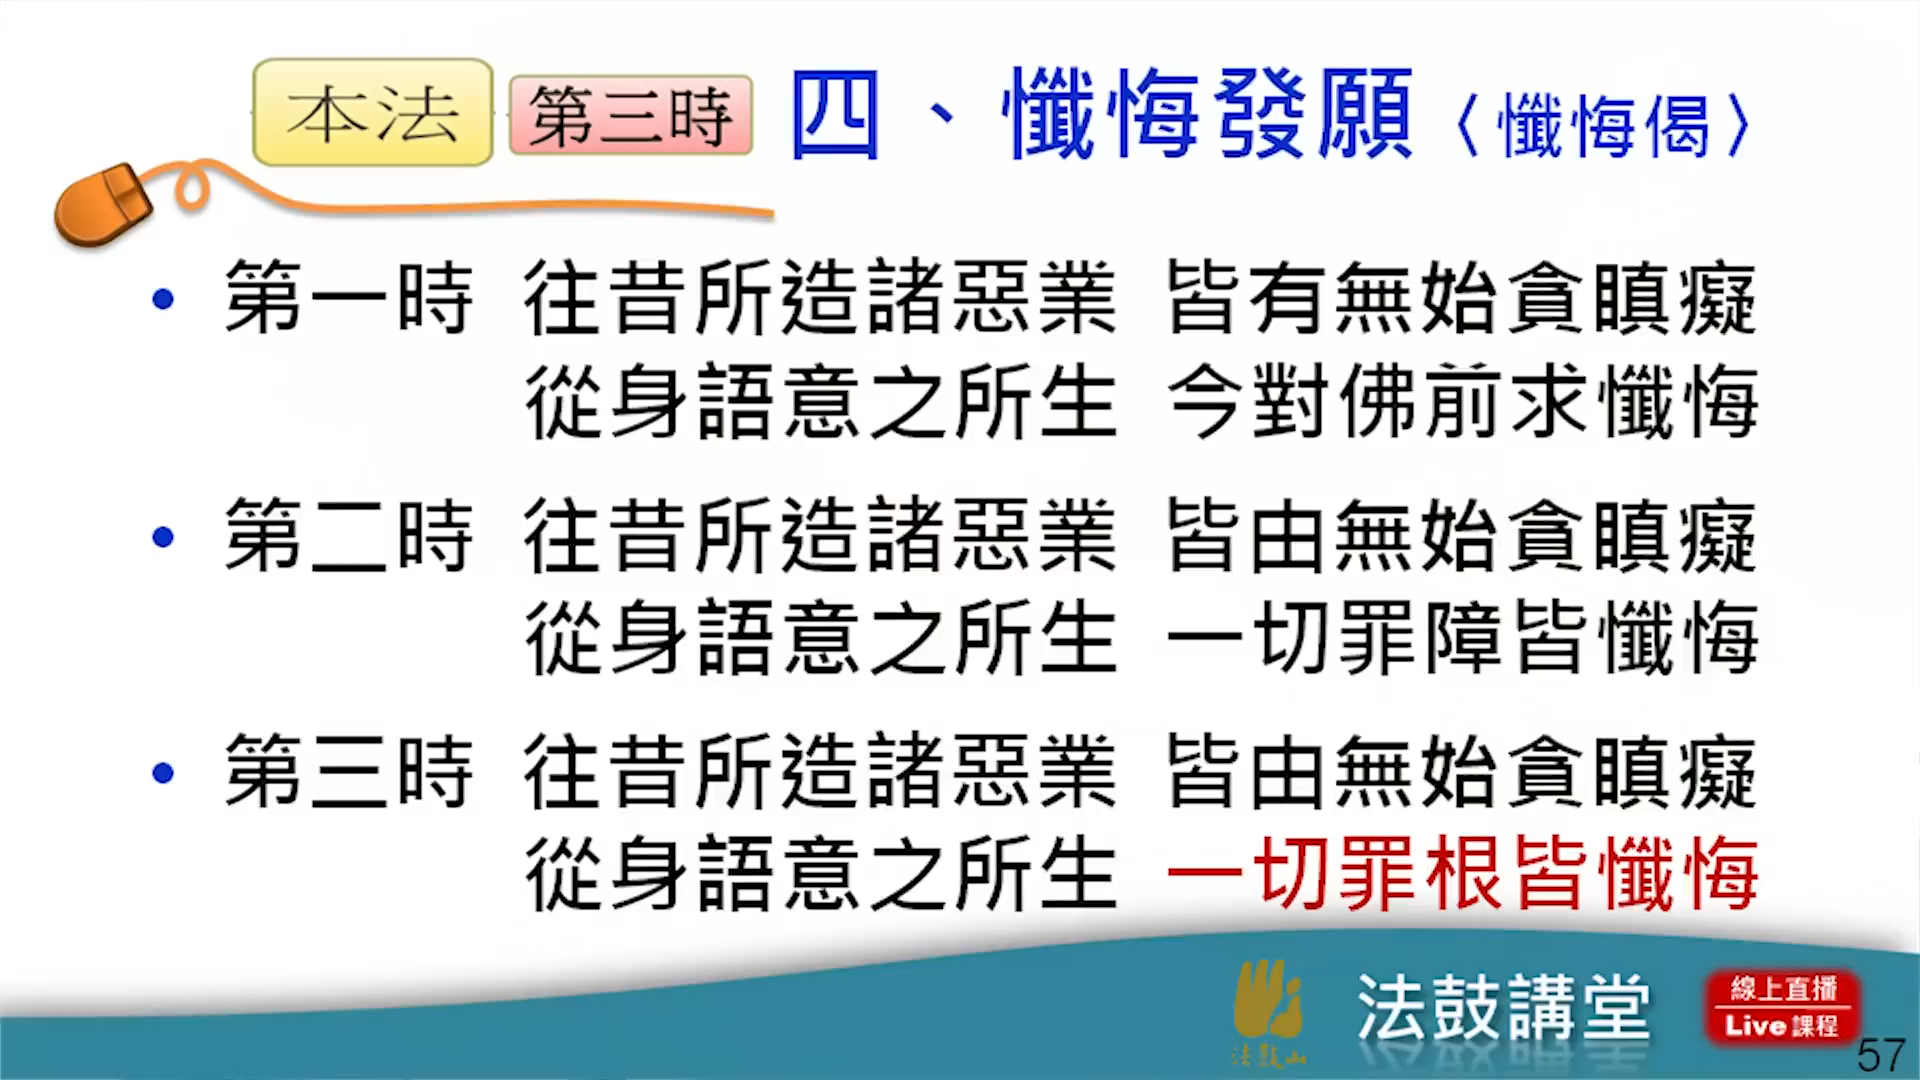 本法 第三時 四、懺悔發願〈懺悔偈〉
• 第一時 往昔所造諸惡業 皆有無始貪瞋癡
從身語意之所生 今對佛前求懺悔
• 第二時 往昔所造諸惡業 皆由無始貪瞋癡
從身語意之所生 一切罪障皆懺悔
• 第三時 往昔所造諸惡業 皆由無始貪瞋癡
從身語意之所生 一切罪根皆懺悔
法鼓山
法鼓講堂
線上直播
Live 課程
57